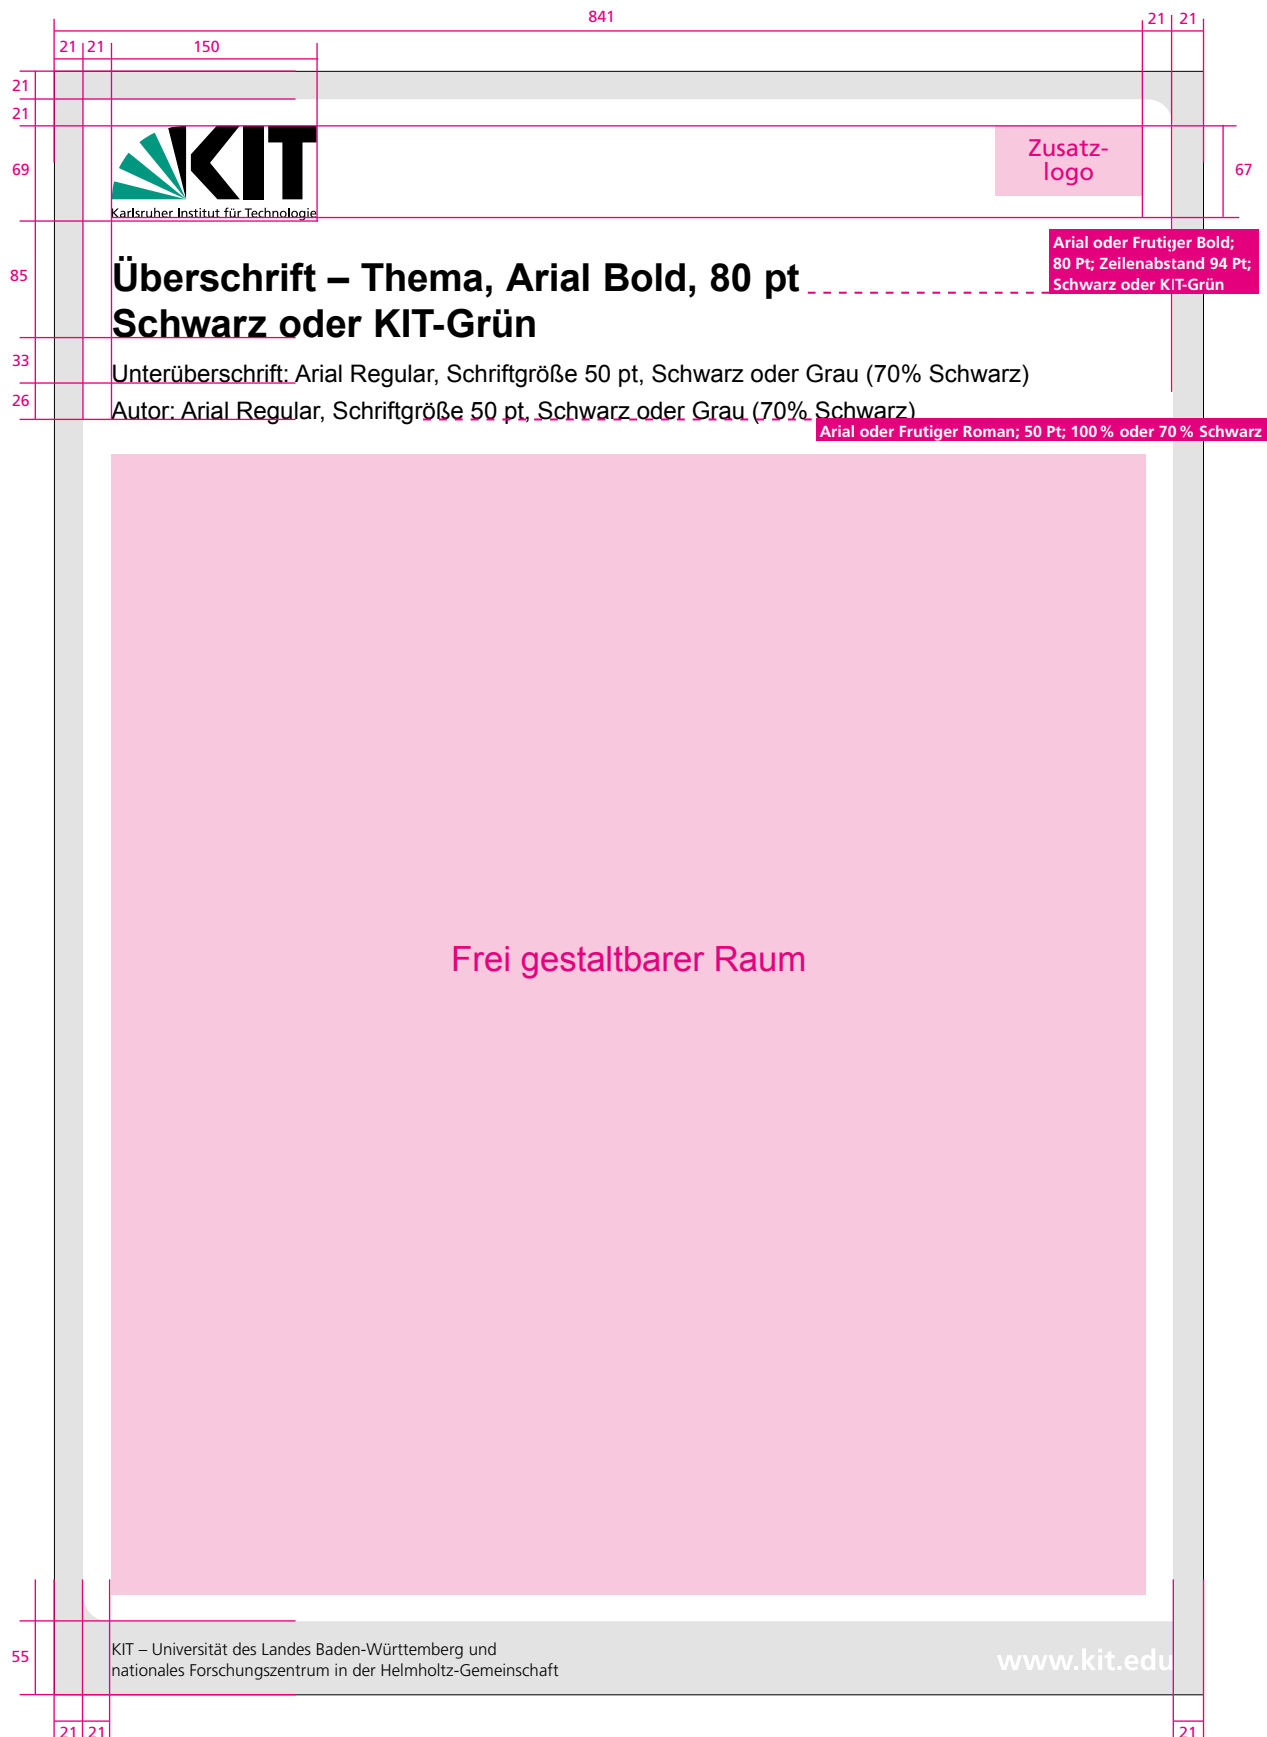 841
21 21
21 21
150
21
21
KIT
Karlsruher Institut für Technologie
Zusatz-
logo
69
67
Arial oder Frutiger Bold;
80 Pt; Zeilenabstand 94 Pt;
Schwarz oder KIT-Grün
85
Überschrift – Thema, Arial Bold, 80 pt
Schwarz oder KIT-Grün
33
Unterüberschrift: Arial Regular, Schriftgröße 50 pt, Schwarz oder Grau (70% Schwarz)
26
Autor: Arial Regular, Schriftgröße 50 pt, Schwarz oder Grau (70% Schwarz)
Arial oder Frutiger Roman; 50 Pt; 100 % oder 70 % Schwarz
Frei gestaltbarer Raum
55
KIT – Universität des Landes Baden-Württemberg und
nationales Forschungszentrum in der Helmholtz-Gemeinschaft
www.kit.edu
21 21
21